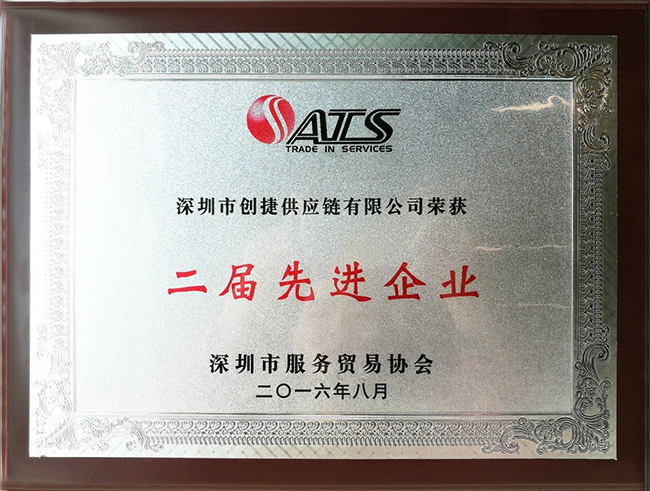 SATS
TRADE IN SERVICES
深圳市创捷供应链有限公司荣获
二届先进企业
深圳市服务贸易协会
二〇一六年八月